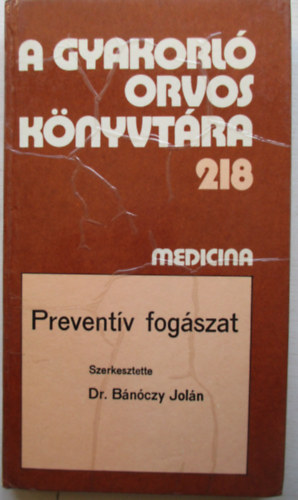 A GYAKORLÓ
ORVOS
KÖNYVTÁRA
218
MEDICINA
Preventív fogászat
Szerkesztette
Dr. Bánóczy Jolán